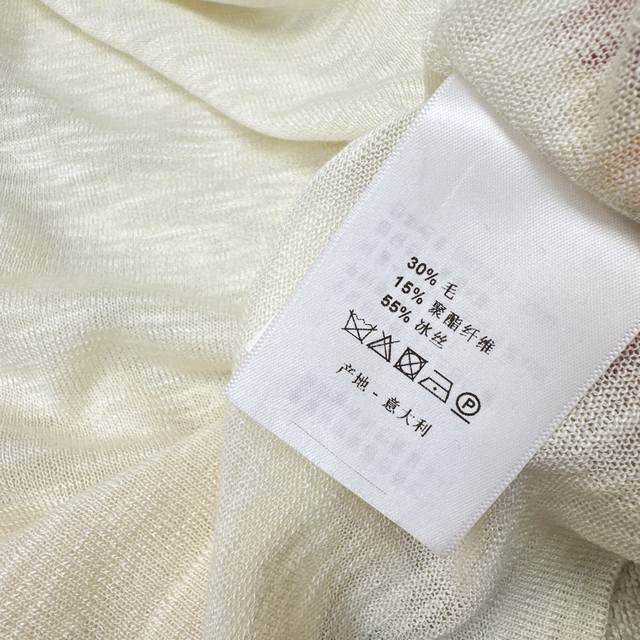 30% 毛
15% 聚酯纤维
55% 冰丝
P
产地 - 意大利